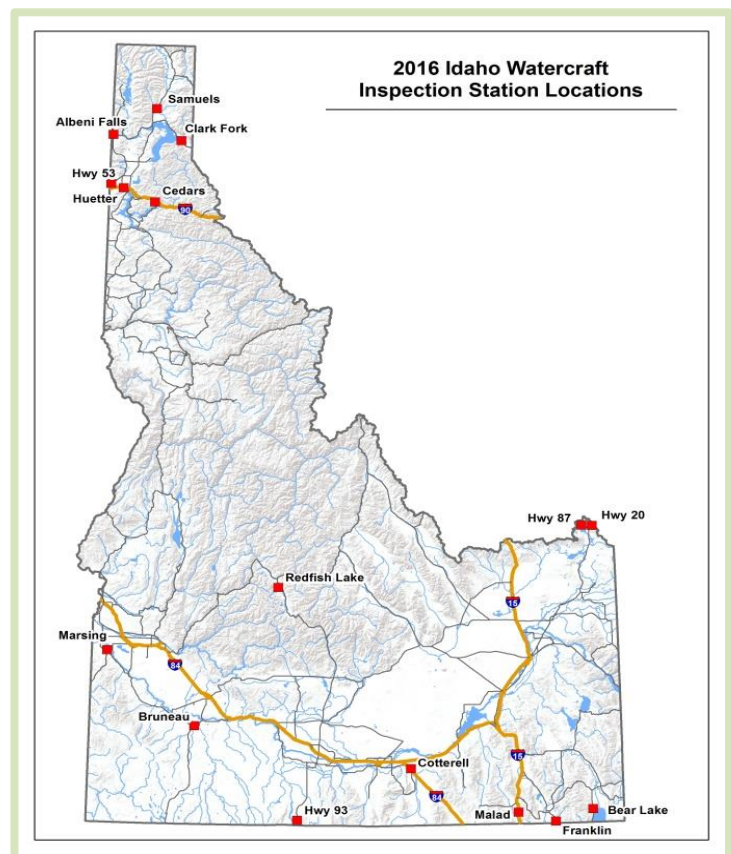 2016 Idaho Watercraft
Inspection Station Locations
Samuels
Albeni Falls
Clark Fork
Hwy 53
Huetter
Cedars
90
Hwy 87
Hwy 20
Redfish Lake
15
Marsing
84
Bruneau
Cotterell
15
84
Hwy 93
Malad
Bear Lake
Franklin